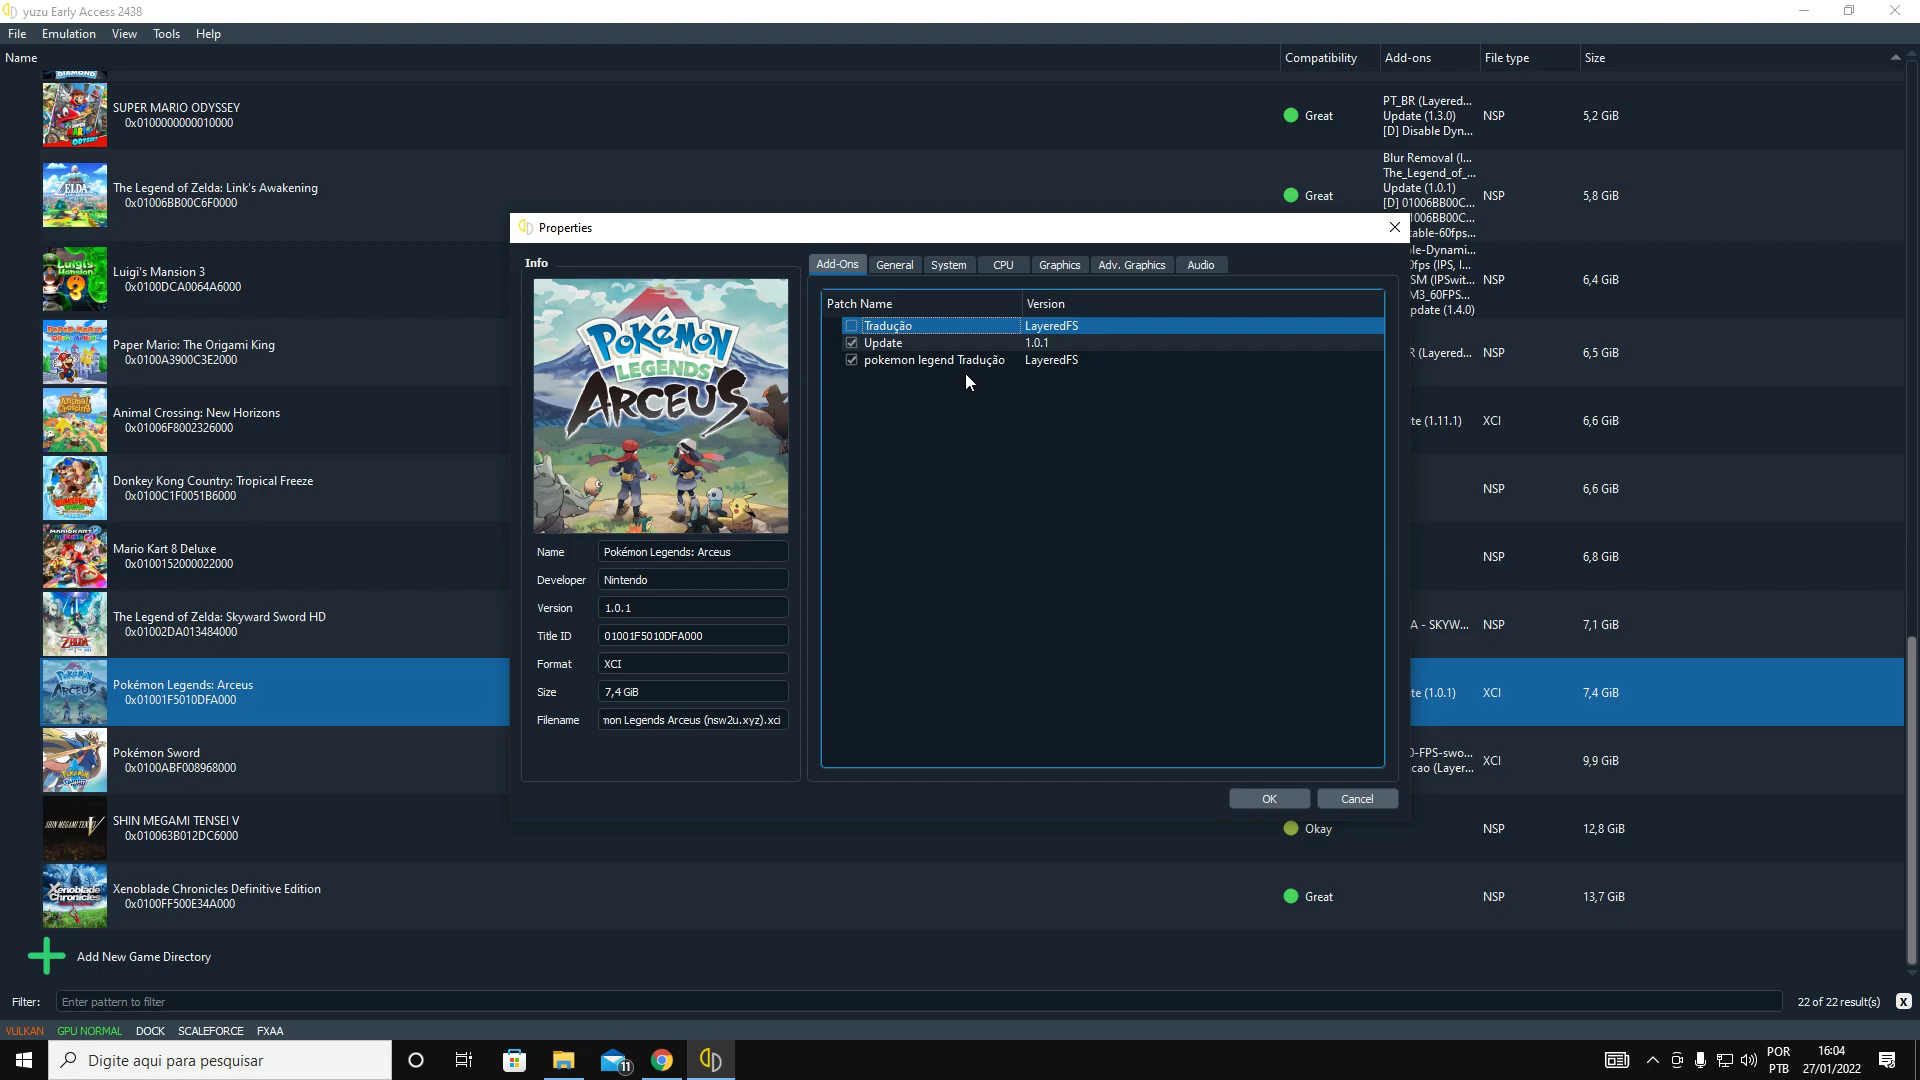 yuzu Early Access 2438
File Emulation View Tools Help
Name Compatibility Add-ons File type Size
DIAMOND
SUPER MARIO ODYSSEY
0x0100000000010000
Great
PT_BR (Layered...
Update (1.3.0)
[D] Disable Dyn...
NSP
5,2 GiB
The Legend of Zelda: Link's Awakening
0x01006BB00C6F0000
Great
Blur Removal (I...
The_Legend_of_...
Update (1.0.1)
[D] 01006BB00C...
1006BB00C...
able-60fps...
NSP
5,8 GiB
Luigi's Mansion 3
0x0100DCA0064A6000
le-Dynami...
0fps (IPS, I...
SM (IPSwit...
M3_60FPS...
pdate (1.4.0)
NSP
6,4 GiB
Paper Mario: The Origami King
0x0100A3900C3E2000
R (Layered...
NSP
6,5 GiB
Animal Crossing: New Horizons
0x01006F8002326000
te (1.11.1)
XCI
6,6 GiB
Donkey Kong Country: Tropical Freeze
0x0100C1F0051B6000
NSP
6,6 GiB
Mario Kart 8 Deluxe
0x0100152000022000
NSP
6,8 GiB
The Legend of Zelda: Skyward Sword HD
0x01002DA013484000
A - SKYW...
NSP
7,1 GiB
Pokémon Legends: Arceus
0x01001F5010DFA000
te (1.0.1)
XCI
7,4 GiB
Pokémon Sword
0x0100ABF008968000
0-FPS-swo...
cao (Layer...
XCI
9,9 GiB
SHIN MEGAMI TENSEI V
0x010063B012DC6000
Okay
NSP
12,8 GiB
Xenoblade Chronicles Definitive Edition
0x0100FF500E34A000
Great
NSP
13,7 GiB
Add New Game Directory
Properties
Info
POKÉMON
LEGENDS
ARCEUS
Name Pokémon Legends: Arceus
Developer Nintendo
Version 1.0.1
Title ID 01001F5010DFA000
Format XCI
Size 7,4 GiB
Filename mon Legends Arceus (nsw2u.xyz).xci
Add-Ons General System CPU Graphics Adv. Graphics Audio
Patch Name Version
Tradução LayeredFS
Update 1.0.1
pokemon legend Tradução LayeredFS
OK Cancel
Filter: Enter pattern to filter 22 of 22 result(s) X
VULKAN GPU NORMAL DOCK SCALEFORCE FXAA
Digite aqui para pesquisar
11
POR
PTB
16:04
27/01/2022